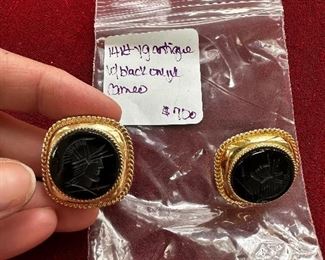 14kt yg antique
w/ black onyx
Cameo
$700